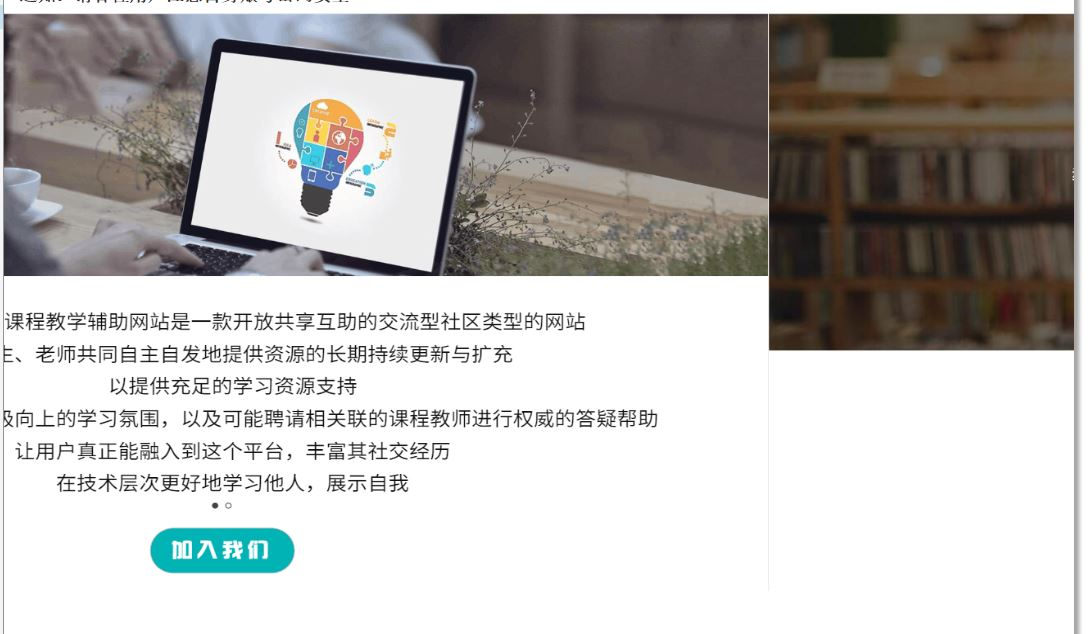 课程教学辅助网站是一款开放共享互助的交流型社区类型的网站
、老师共同自主自发地提供资源的长期持续更新与扩充
以提供充足的学习资源支持
向上的学习氛围，以及可能聘请相关联的课程教师进行权威的答疑帮助
让用户真正能融入到这个平台，丰富其社交经历
在技术层次更好地学习他人，展示自我
加入我们